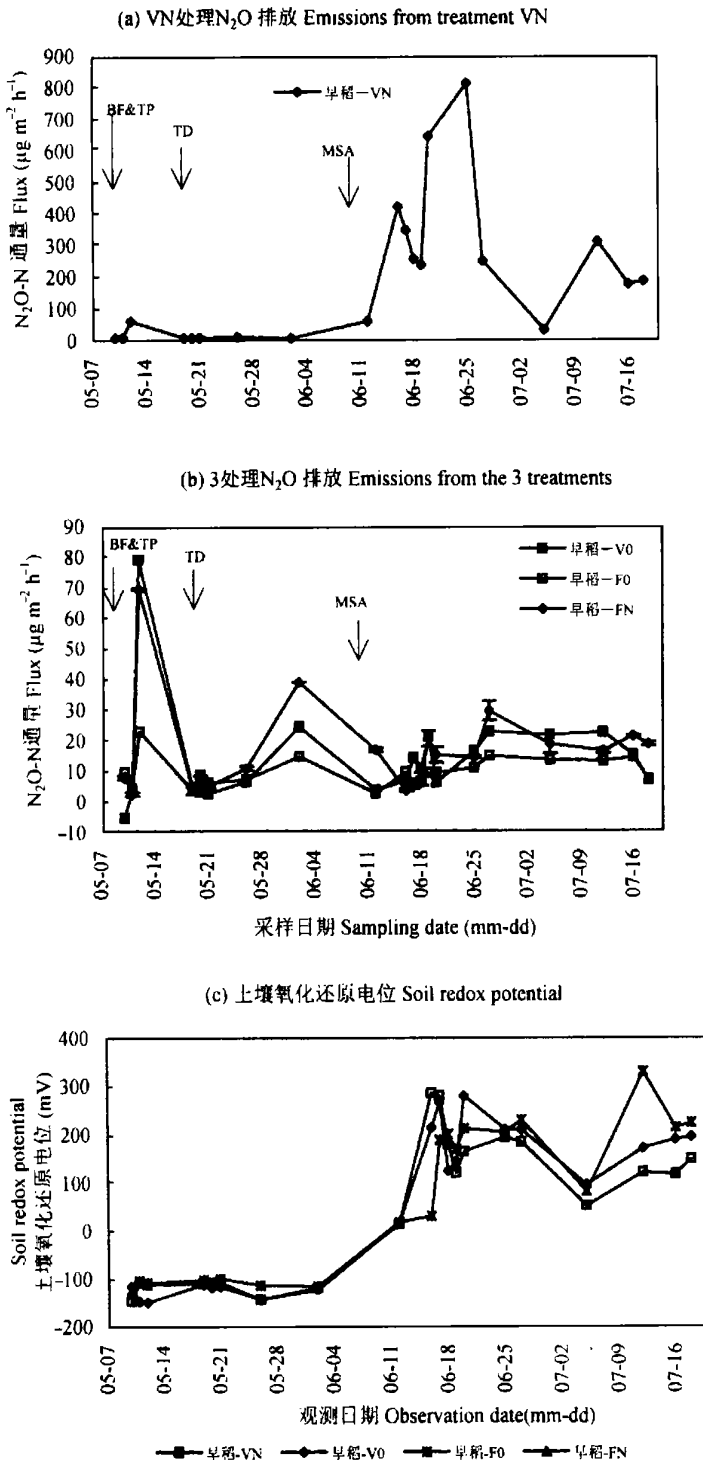 (a) VN处理N₂O 排放 Emissions from treatment VN
N₂O-N 通量 Flux (μg m⁻² h⁻¹)
900
800
700
600
500
400
300
200
100
0
BF&TP
TD
MSA
早稻－VN
05-07
05-14
05-21
05-28
06-04
06-11
06-18
06-25
07-02
07-09
07-16
(b) 3处理N₂O 排放 Emissions from the 3 treatments
N₂O-N通量 Flux (μg m⁻² h⁻¹)
90
80
70
60
50
40
30
20
10
0
-10
BF&TP
TD
MSA
早稻－V0
早稻－F0
早稻－FN
05-07
05-14
05-21
05-28
06-04
06-11
06-18
06-25
07-02
07-09
07-16
采样日期 Sampling date (mm-dd)
(c) 土壤氧化还原电位 Soil redox potential
Soil redox potential
土壤氧化还原电位 (mV)
400
300
200
100
0
-100
-200
05-07
05-14
05-21
05-28
06-04
06-11
06-18
06-25
07-02
07-09
07-16
观测日期 Observation date(mm-dd)
早稻-VN
早稻-V0
早稻-F0
早稻-FN